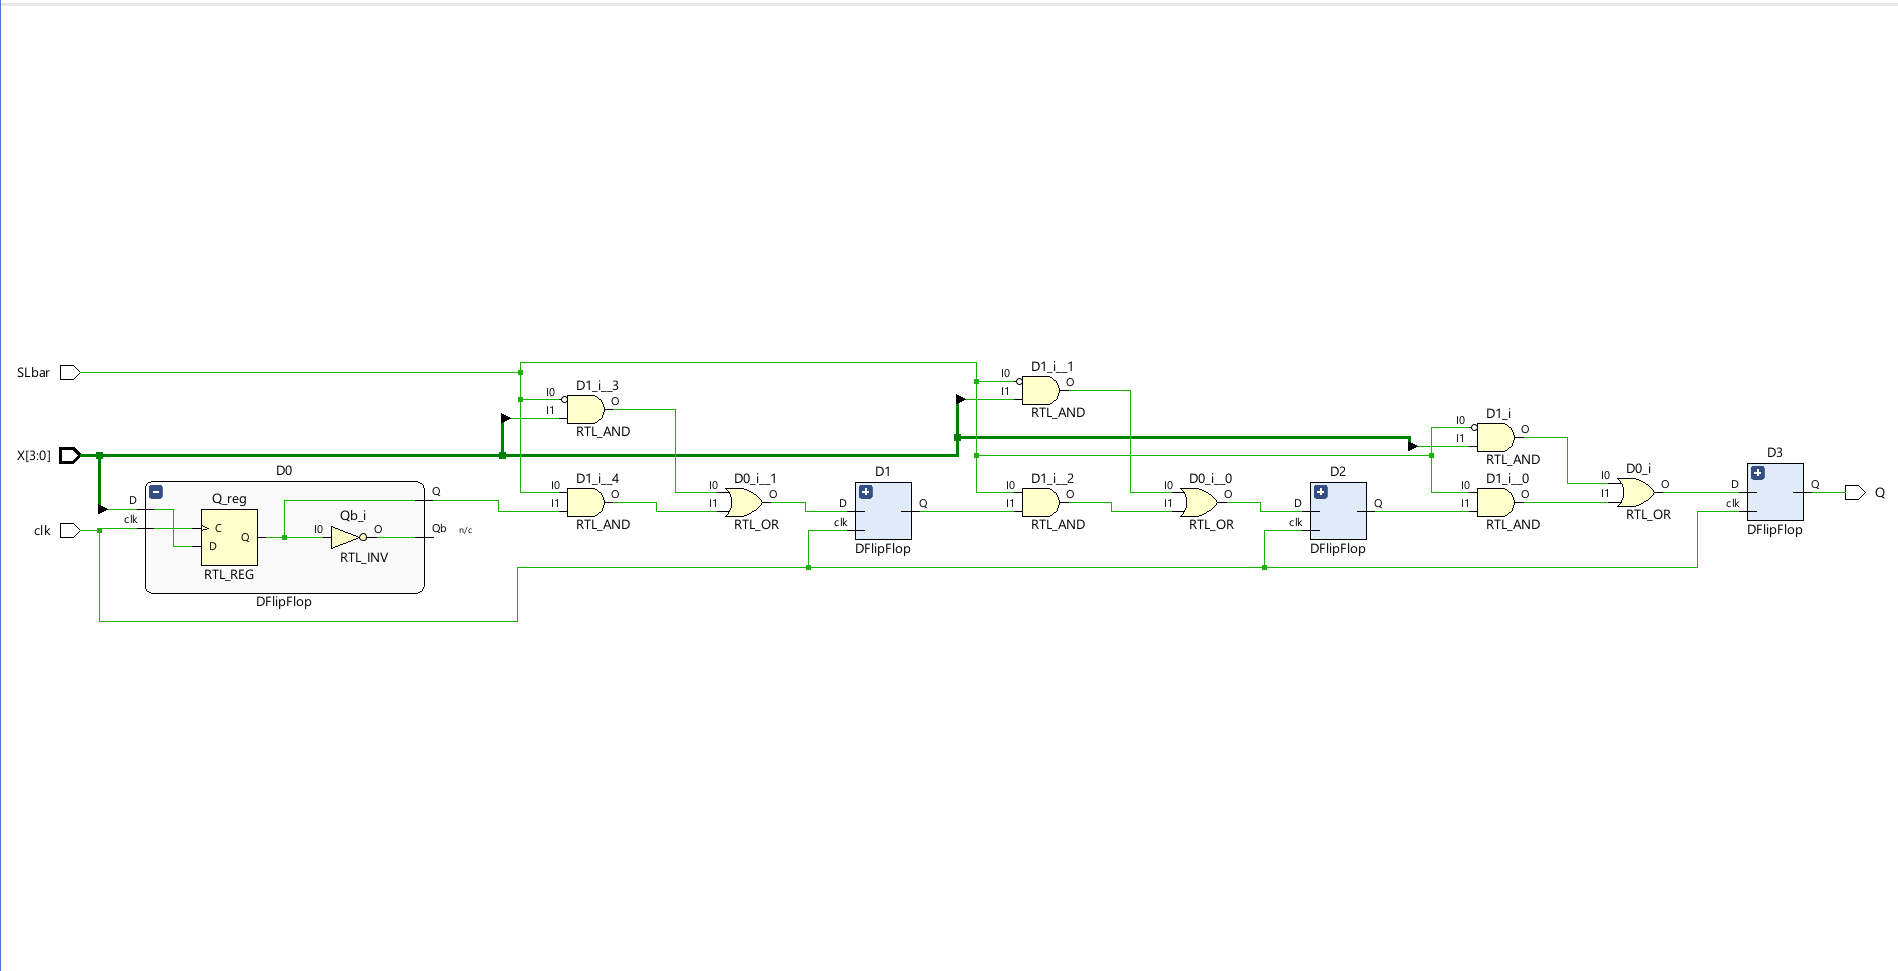 SLbar
X[3:0]
clk
D0
D
clk
Q_reg
C
D
Q
RTL_REG
I0
Qb_i
O
RTL_INV
Q
Qb
n/c
DFlipFlop
D1_i__3
I0
I1
O
RTL_AND
D1_i__4
I0
I1
O
RTL_AND
D0_i__1
I0
I1
O
RTL_OR
D1
D
clk
Q
DFlipFlop
D1_i__1
I0
I1
O
RTL_AND
D1_i__2
I0
I1
O
RTL_AND
D0_i__0
I0
I1
O
RTL_OR
D2
D
clk
Q
DFlipFlop
D1_i
I0
I1
O
RTL_AND
D1_i__0
I0
I1
O
RTL_AND
D0_i
I0
I1
O
RTL_OR
D3
D
clk
Q
DFlipFlop
Q